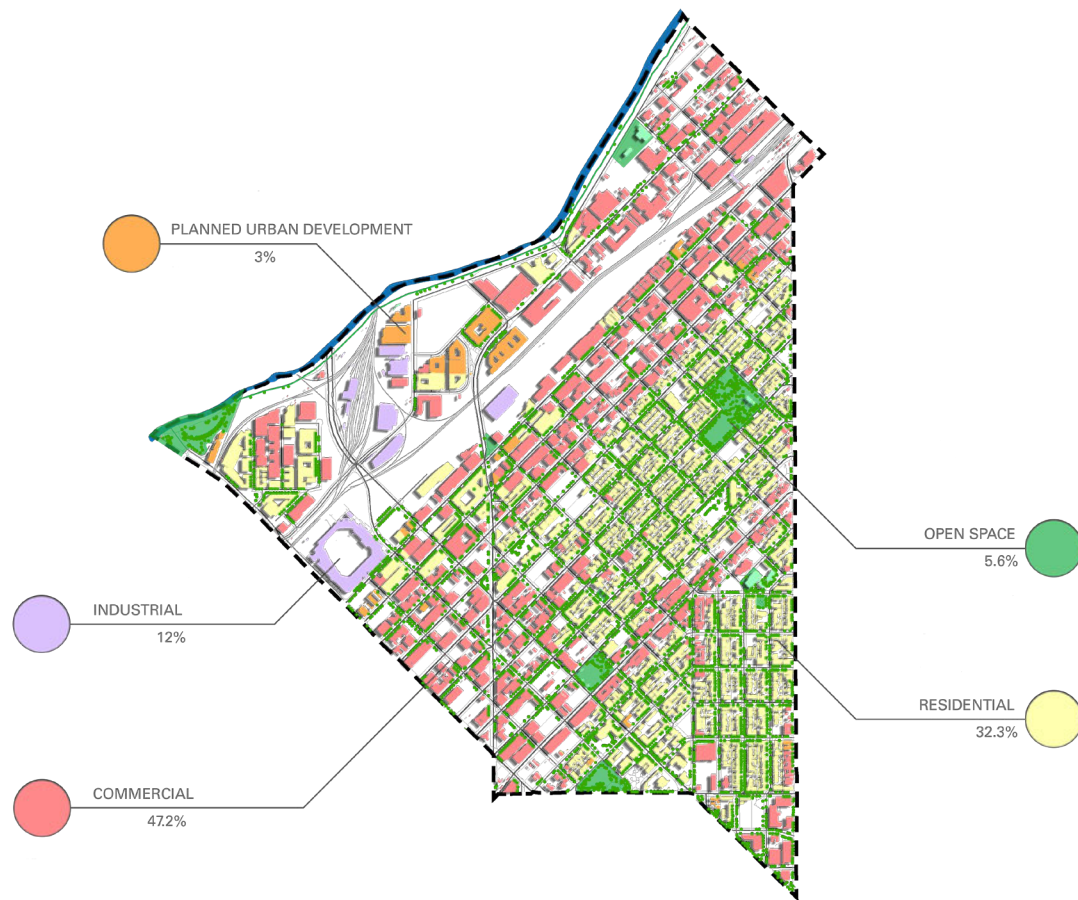 PLANNED URBAN DEVELOPMENT
3%
OPEN SPACE
5.6%
INDUSTRIAL
12%
RESIDENTIAL
32.3%
COMMERCIAL
47.2%